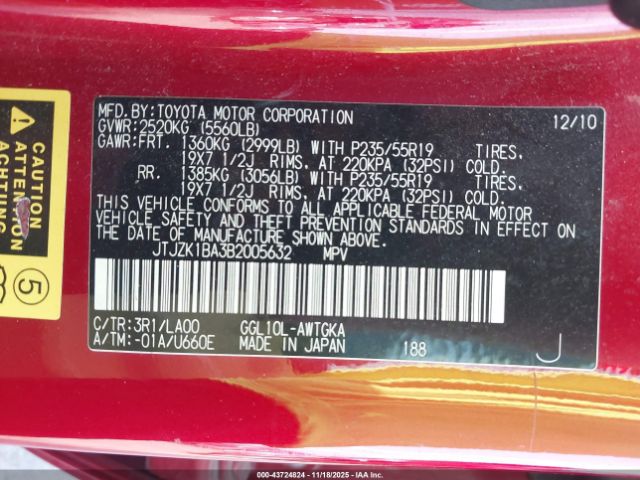 MFD.BY:TOYOTA MOTOR CORPORATION 12/10
GVWR:2520KG (5560LB)
GAWR:FRT. 1360KG (2999LB) WITH P235/55R19 TIRES,
19X7 1/2J RIMS, AT 220KPA (32PSI) COLD.
RR. 1385KG (3056LB) WITH P235/55R19 TIRES,
19X7 1/2J RIMS, AT 220KPA (32PSI) COLD.
THIS VEHICLE CONFORMS TO ALL APPLICABLE FEDERAL MOTOR
VEHICLE SAFETY AND THEFT PREVENTION STANDARDS IN EFFECT ON
THE DATE OF MANUFACTURE SHOWN ABOVE.
JTJZK1BA3B2005632 MPV
C/TR:3R1/LA00 GGL10L-AWTGKA
A/TM:-01A/U660E MADE IN JAPAN 188 J
CAUTION
ATTENTION
CAUTION
5
000-43724824 | 11/18/2025 - IAAI.com